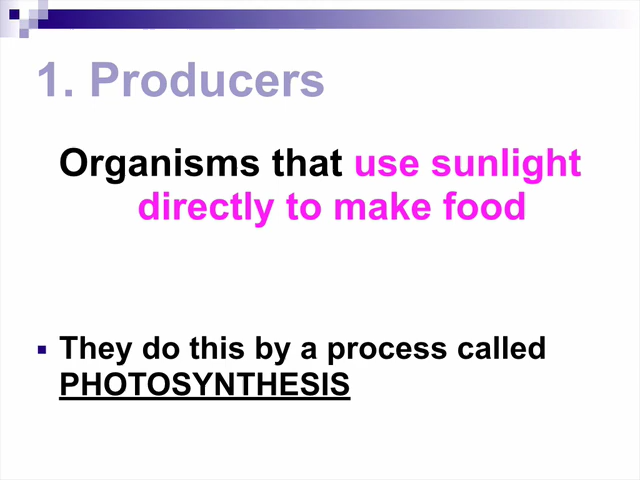 1. Producers
Organisms that use sunlight
directly to make food
They do this by a process called
PHOTOSYNTHESIS